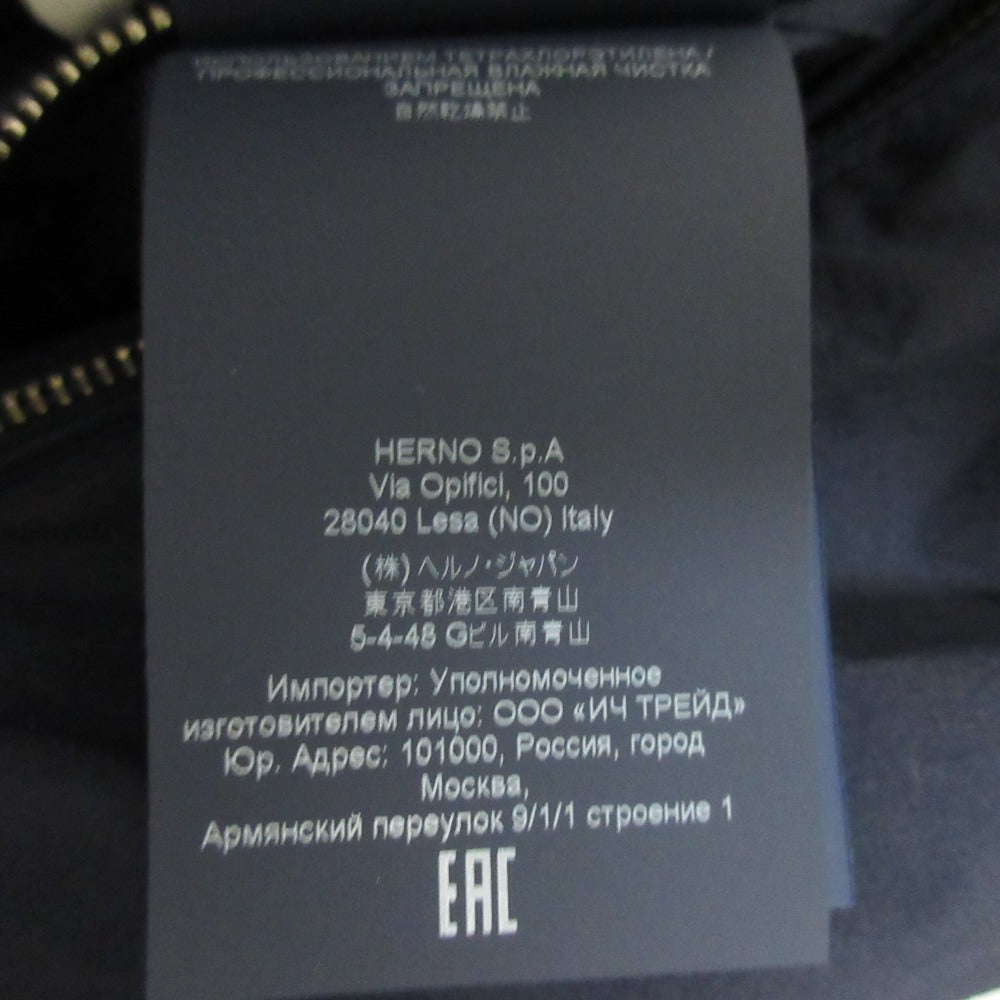 ИСПОЛЬЗОВАНИЕМ ТЕТРАХЛОРЭТИЛЕНА /
ПРОФЕССИОНАЛЬНАЯ ВЛАЖНАЯ ЧИСТКА
ЗАПРЕЩЕНА
自然乾燥禁止
HERNO S.p.A
Via Opifici, 100
28040 Lesa (NO) Italy
(株) ヘルノ・ジャパン
東京都港区南青山
5-4-48 Gビル南青山
Импортер: Уполномоченное
изготовителем лицо: ООО «ИЧ ТРЕЙД»
Юр. Адрес: 101000, Россия, город
Москва,
Армянский переулок 9/1/1 строение 1
EAC